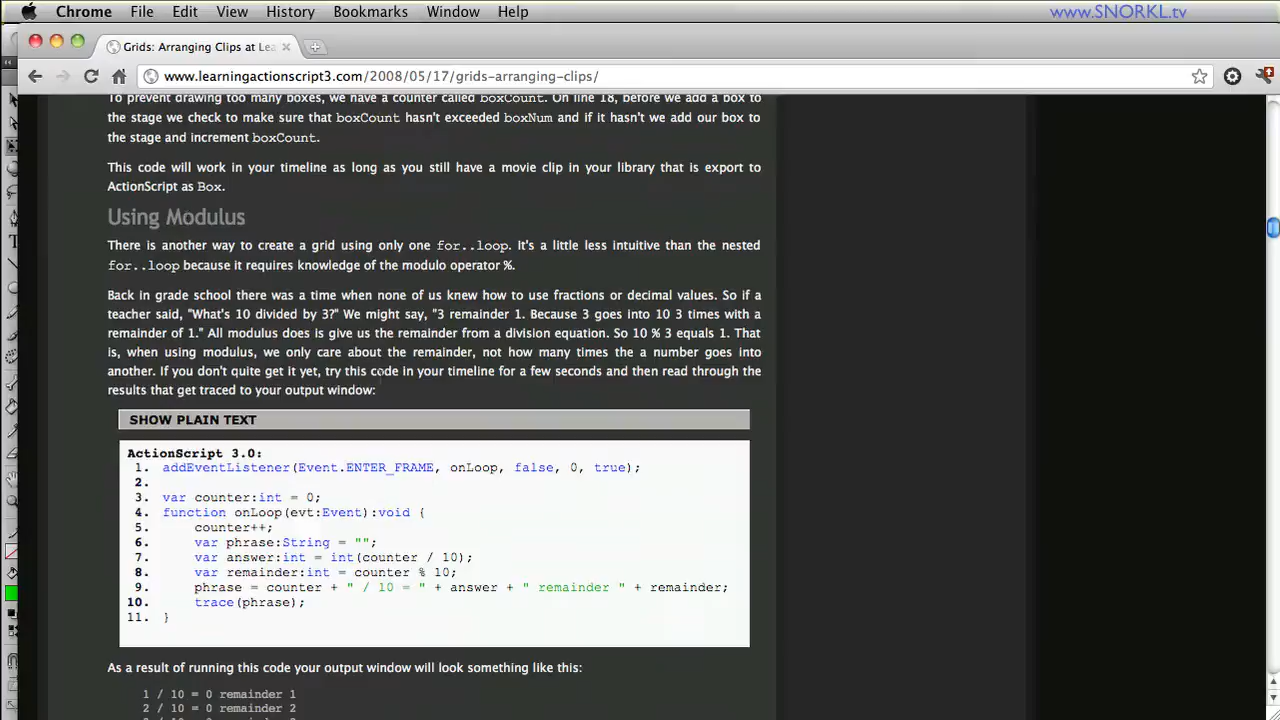 Chrome File Edit View History Bookmarks Window Help
www.SNORKL.tv
Grids: Arranging Clips at Lea
www.learningactionscript3.com/2008/05/17/grids-arranging-clips/
To prevent drawing too many boxes, we have a counter called boxCount. On line 18, before we add a box to
the stage we check to make sure that boxCount hasn't exceeded boxNum and if it hasn't we add our box to
the stage and increment boxCount.
This code will work in your timeline as long as you still have a movie clip in your library that is export to
ActionScript as Box.
Using Modulus
There is another way to create a grid using only one for..loop. It's a little less intuitive than the nested
for..loop because it requires knowledge of the modulo operator %.
Back in grade school there was a time when none of us knew how to use fractions or decimal values. So if a
teacher said, "What's 10 divided by 3?" We might say, "3 remainder 1. Because 3 goes into 10 3 times with a
remainder of 1." All modulus does is give us the remainder from a division equation. So 10 % 3 equals 1. That
is, when using modulus, we only care about the remainder, not how many times the a number goes into
another. If you don't quite get it yet, try this code in your timeline for a few seconds and then read through the
results that get traced to your output window:
SHOW PLAIN TEXT
ActionScript 3.0:
1. addEventListener(Event.ENTER_FRAME, onLoop, false, 0, true);
2.
3. var counter:int = 0;
4. function onLoop(evt:Event):void {
5. counter++;
6. var phrase:String = "";
7. var answer:int = int(counter / 10);
8. var remainder:int = counter % 10;
9. phrase = counter + " / 10 = " + answer + " remainder " + remainder;
10. trace(phrase);
11. }
As a result of running this code your output window will look something like this:
1 / 10 = 0 remainder 1
2 / 10 = 0 remainder 2